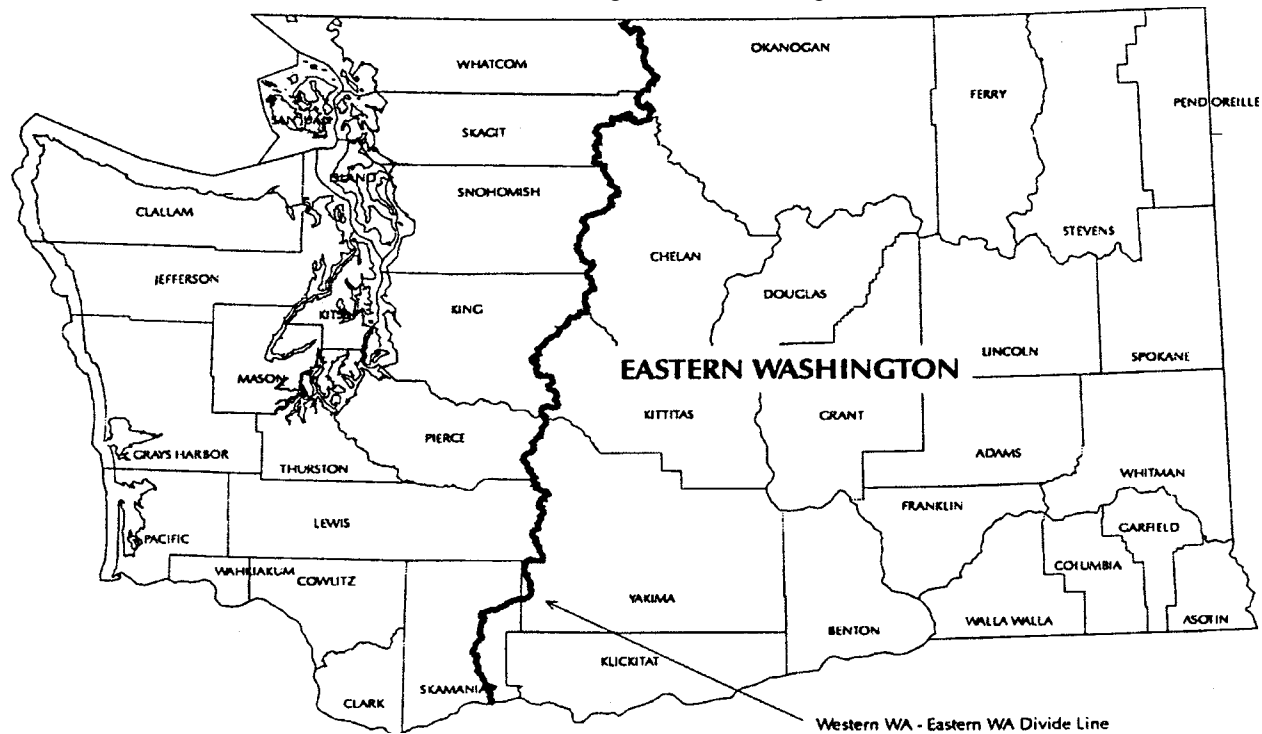 OKANOGAN
WHATCOM
FERRY
PEND OREILLE
SAN JUAN
SKAGIT
ISLAND
SNOHOMISH
CLALLAM
STEVENS
CHELAN
JEFFERSON
DOUGLAS
KITSAP
KING
LINCOLN
SPOKANE
EASTERN WASHINGTON
MASON
KITTITAS
GRANT
PIERCE
GRAYS HARBOR
THURSTON
ADAMS
WHITMAN
FRANKLIN
LEWIS
GARFIELD
PACIFIC
COLUMBIA
WAHKIAKUM
COWLITZ
YAKIMA
WALLA WALLA
ASOTIN
BENTON
KLICKITAT
SKAMANIA
CLARK
Western WA - Eastern WA Divide Line